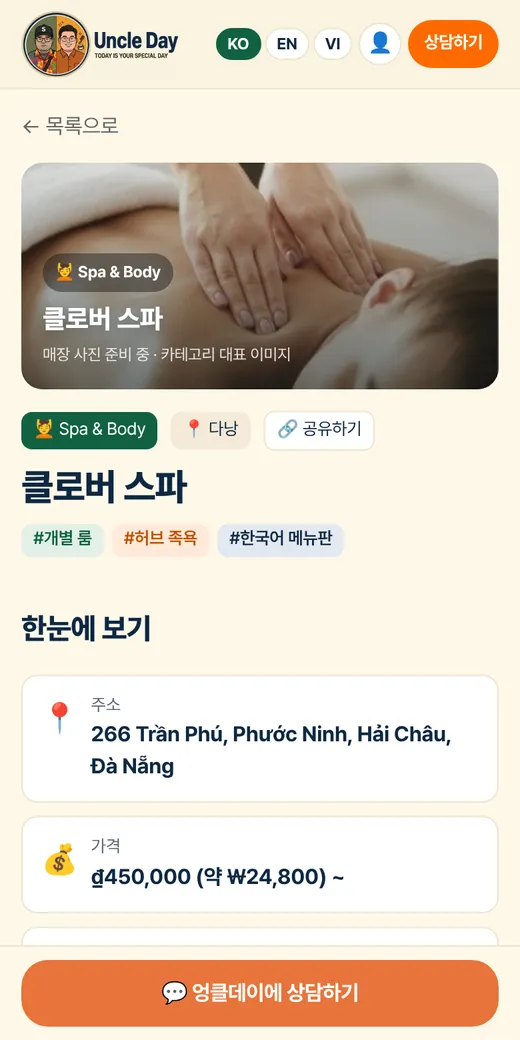 Uncle Day
TODAY IS YOUR SPECIAL DAY
KO
EN
VI
상담하기
← 목록으로
Spa & Body
클로버 스파
매장 사진 준비 중 · 카테고리 대표 이미지
Spa & Body
다낭
공유하기
클로버 스파
#개별 룸
#허브 족욕
#한국어 메뉴판
한눈에 보기
주소
266 Trần Phú, Phước Ninh, Hải Châu,
Đà Nẵng
가격
₫450,000 (약 ₩24,800) ~
엉클데이에 상담하기